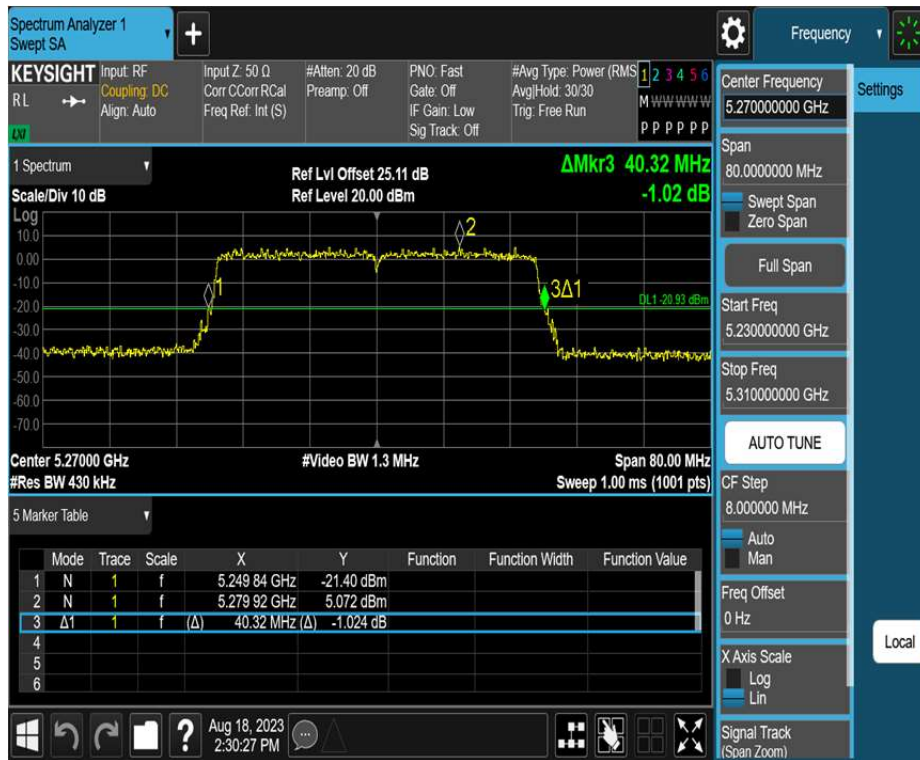 Spectrum Analyzer 1
Swept SA
+
Frequency
KEYSIGHT
RL
LXI
Input: RF
Coupling: DC
Align: Auto
Input Z: 50 Ω
Corr CCorr RCal
Freq Ref: Int (S)
#Atten: 20 dB
Preamp: Off
PNO: Fast
Gate: Off
IF Gain: Low
Sig Track: Off
#Avg Type: Power (RMS
Avg|Hold: 30/30
Trig: Free Run
1 2 3 4 5 6
M W W W W W
P P P P P P
1 Spectrum
Scale/Div 10 dB
Ref Lvl Offset 25.11 dB
Ref Level 20.00 dBm
ΔMkr3 40.32 MHz
-1.02 dB
Log
10.0
0.00
-10.0
-20.0
-30.0
-40.0
-50.0
-60.0
-70.0
1
2
3Δ1
DL1 -20.93 dBm
Center 5.27000 GHz
#Res BW 430 kHz
#Video BW 1.3 MHz
Span 80.00 MHz
Sweep 1.00 ms (1001 pts)
5 Marker Table
Mode Trace Scale X Y Function Function Width Function Value
1 N 1 f 5.249 84 GHz -21.40 dBm
2 N 1 f 5.279 92 GHz 5.072 dBm
3 Δ1 1 f (Δ) 40.32 MHz (Δ) -1.024 dB
4
5
6
?
Aug 18, 2023
2:30:27 PM
Center Frequency
5.270000000 GHz
Span
80.0000000 MHz
Swept Span
Zero Span
Full Span
Start Freq
5.230000000 GHz
Stop Freq
5.310000000 GHz
AUTO TUNE
CF Step
8.000000 MHz
Auto
Man
Freq Offset
0 Hz
X Axis Scale
Log
Lin
Signal Track
(Span Zoom)
Settings
Local